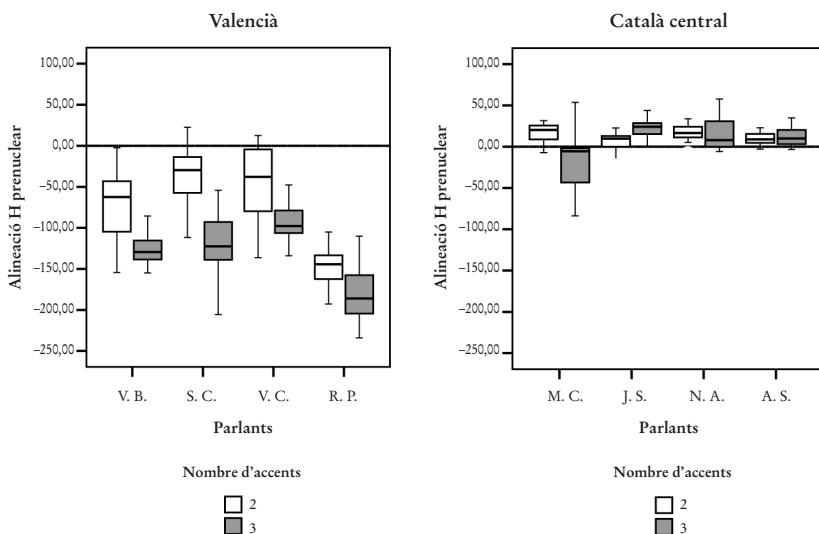 Valencià
Alineació H prenuclear
100,00
50,00
0,00
–50,00
–100,00
–150,00
–200,00
–250,00
V. B. S. C. V. C. R. P.
Parlants
Nombre d’accents
2
3
Català central
Alineació H prenuclear
100,00
50,00
0,00
–50,00
–100,00
–150,00
–200,00
–250,00
M. C. J. S. N. A. A. S.
Parlants
Nombre d’accents
2
3